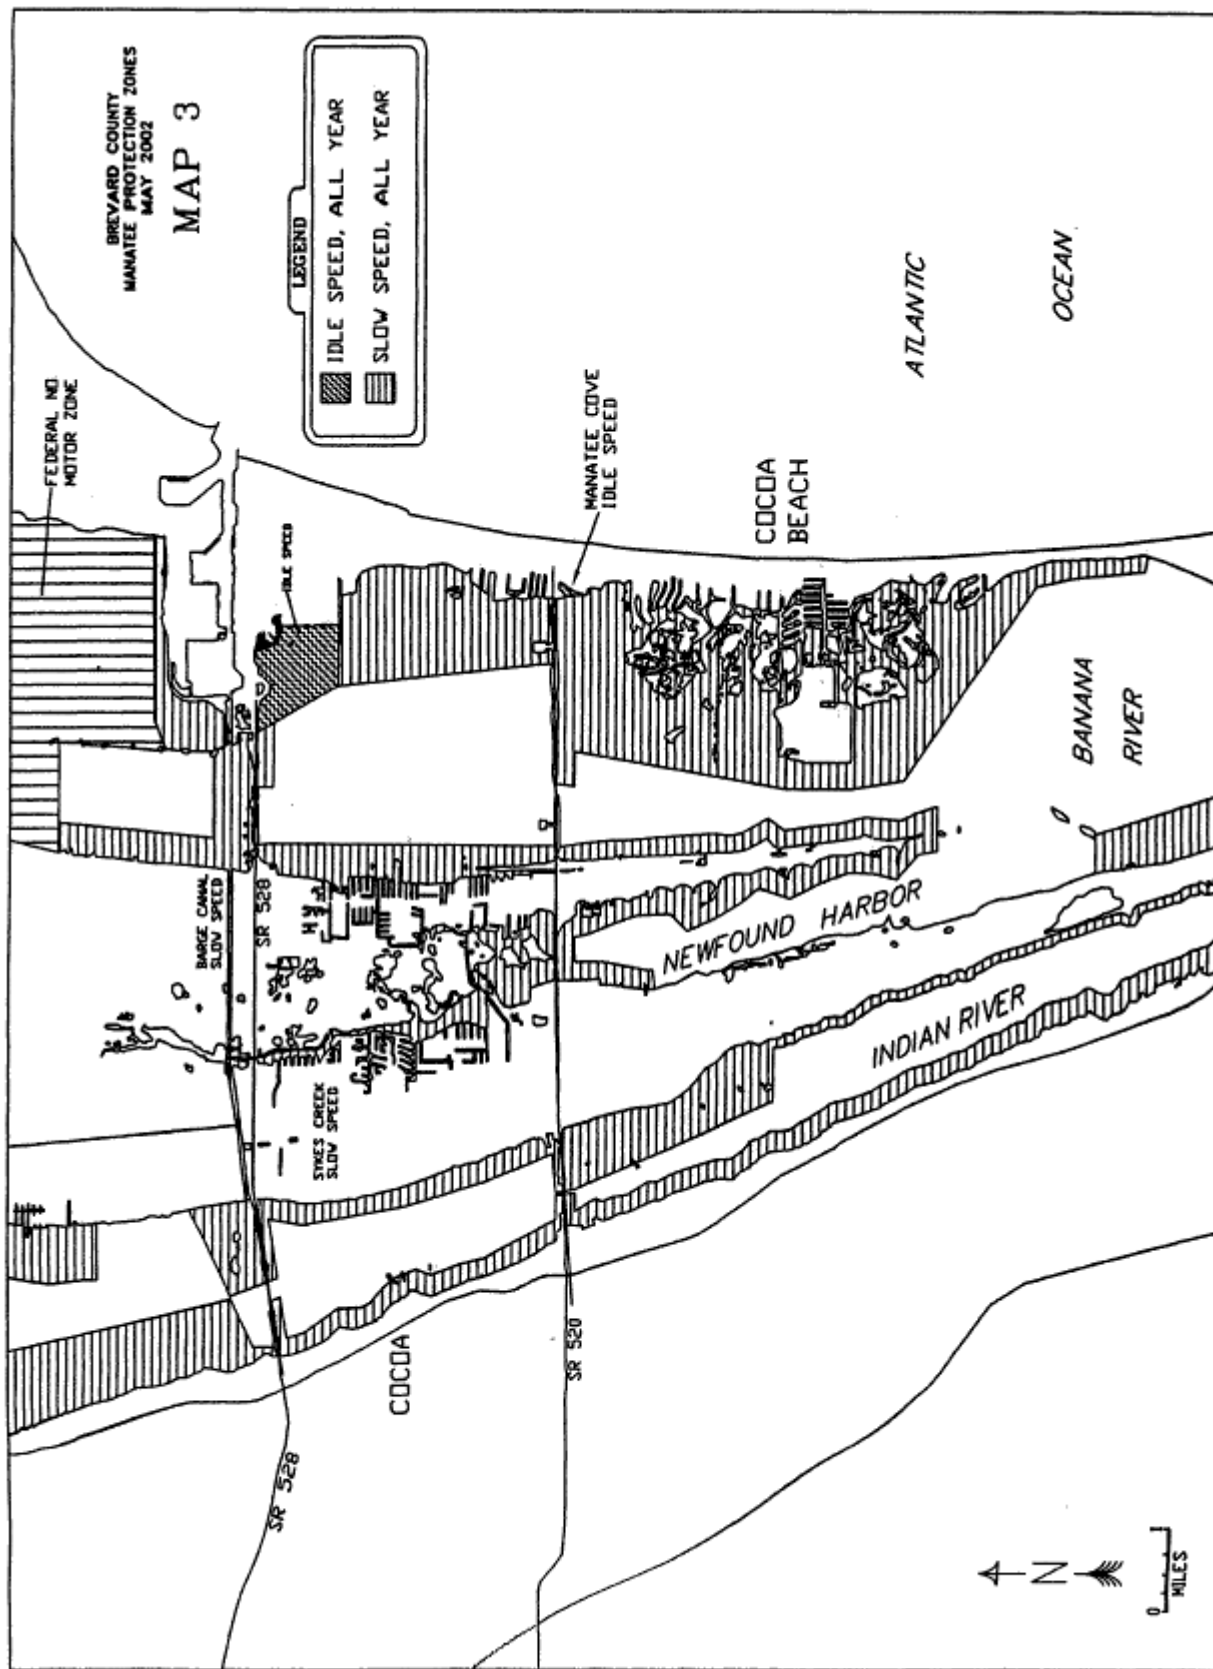 BREVARD COUNTY
MANATEE PROTECTION ZONES
MAY 2002
MAP 3
LEGEND
IDLE SPEED, ALL YEAR
SLOW SPEED, ALL YEAR
FEDERAL NO
MOTOR ZONE
IDLE SPEED
MANATEE COVE
IDLE SPEED
COCOA
BEACH
ATLANTIC
OCEAN
BARGE CANAL
SLOW SPEED
SR 528
SYKES CREEK
SLOW SPEED
NEWFOUND HARBOR
BANANA
RIVER
INDIAN RIVER
COCOA
SR 520
SR 528
N
0 1
MILES